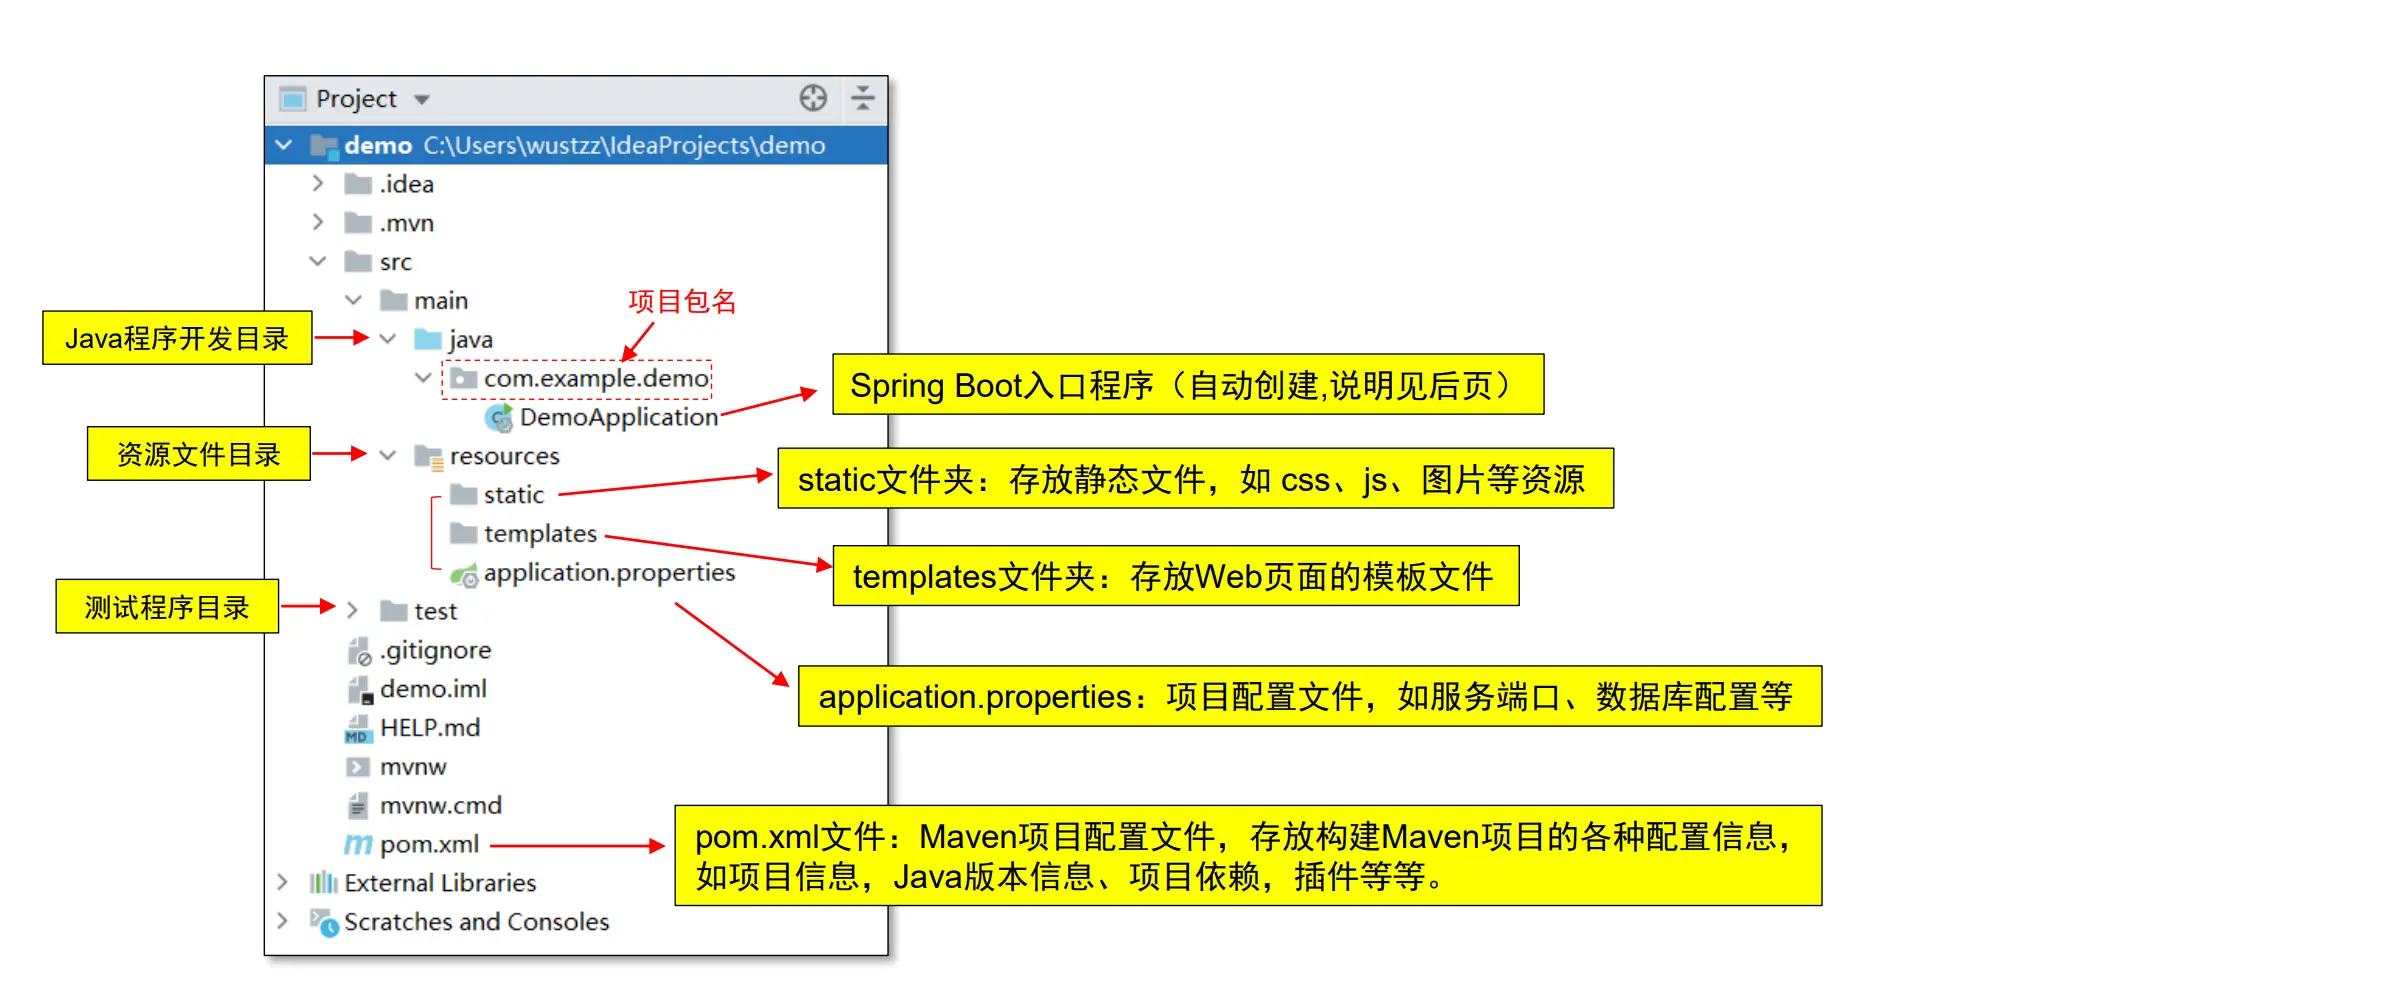 Project
demo C:\Users\wustzz\IdeaProjects\demo
.idea
.mvn
src
main
项目包名
Java程序开发目录
java
com.example.demo
Spring Boot入口程序（自动创建,说明见后页）
DemoApplication
资源文件目录
resources
static文件夹：存放静态文件，如 css、js、图片等资源
static
templates
templates文件夹：存放Web页面的模板文件
application.properties
测试程序目录
test
.gitignore
demo.iml
application.properties：项目配置文件，如服务端口、数据库配置等
HELP.md
mvnw
mvnw.cmd
pom.xml
pom.xml文件：Maven项目配置文件，存放构建Maven项目的各种配置信息，
如项目信息，Java版本信息、项目依赖，插件等等。
External Libraries
Scratches and Consoles